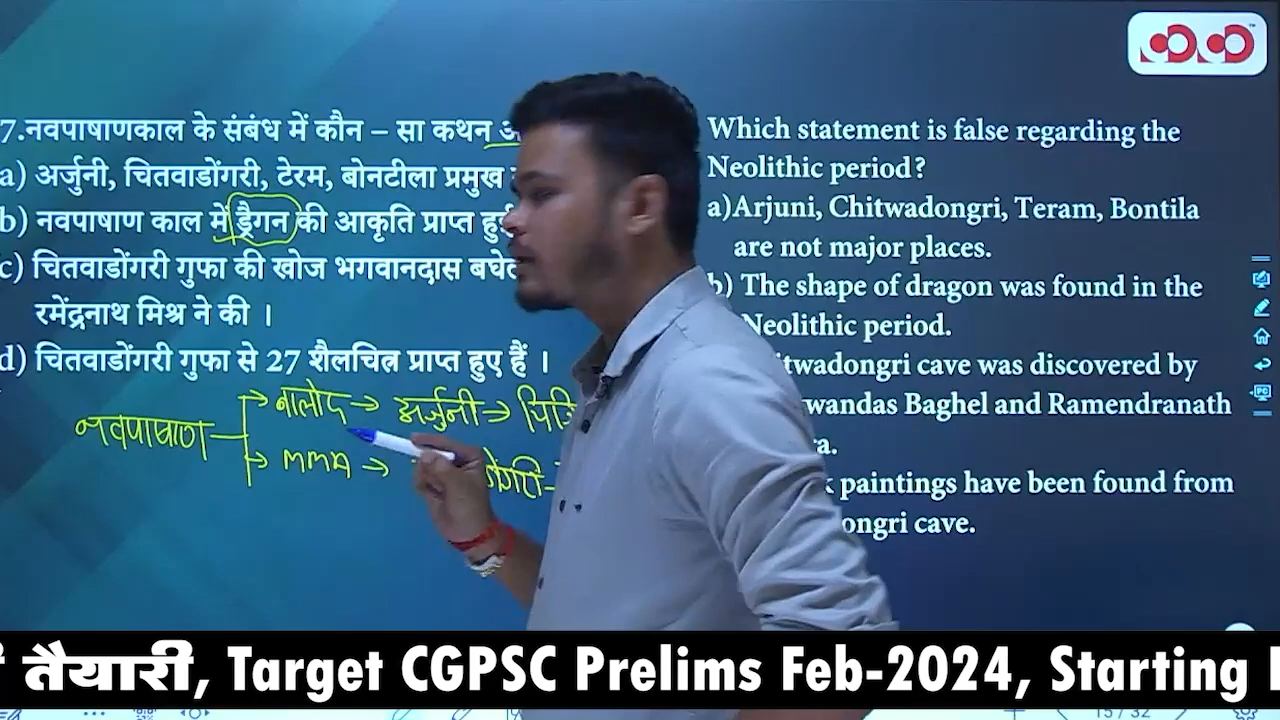 7.नवपाषाणकाल के संबंध में कौन – सा कथन
a) अर्जुनी, चितवाडोंगरी, टेरम, बोनटीला प्रमुख
b) नवपाषाण काल में ड्रैगन की आकृति प्राप्त हुई
c) चितवाडोंगरी गुफा की खोज भगवानदास बघेल
रमेंद्रनाथ मिश्र ने की ।
d) चितवाडोंगरी गुफा से 27 शैलचित्र प्राप्त हुए हैं ।
बालोद → अर्जुनी →
नवपाषाण
MMA →
Which statement is false regarding the
Neolithic period?
a)Arjuni, Chitwadongri, Teram, Bontila
are not major places.
b) The shape of dragon was found in the
Neolithic period.
itwadongri cave was discovered by
wandas Baghel and Ramendranath
a.
k paintings have been found from
ongri cave.
तैयारी, Target CGPSC Prelims Feb-2024, Starting
15 / 32